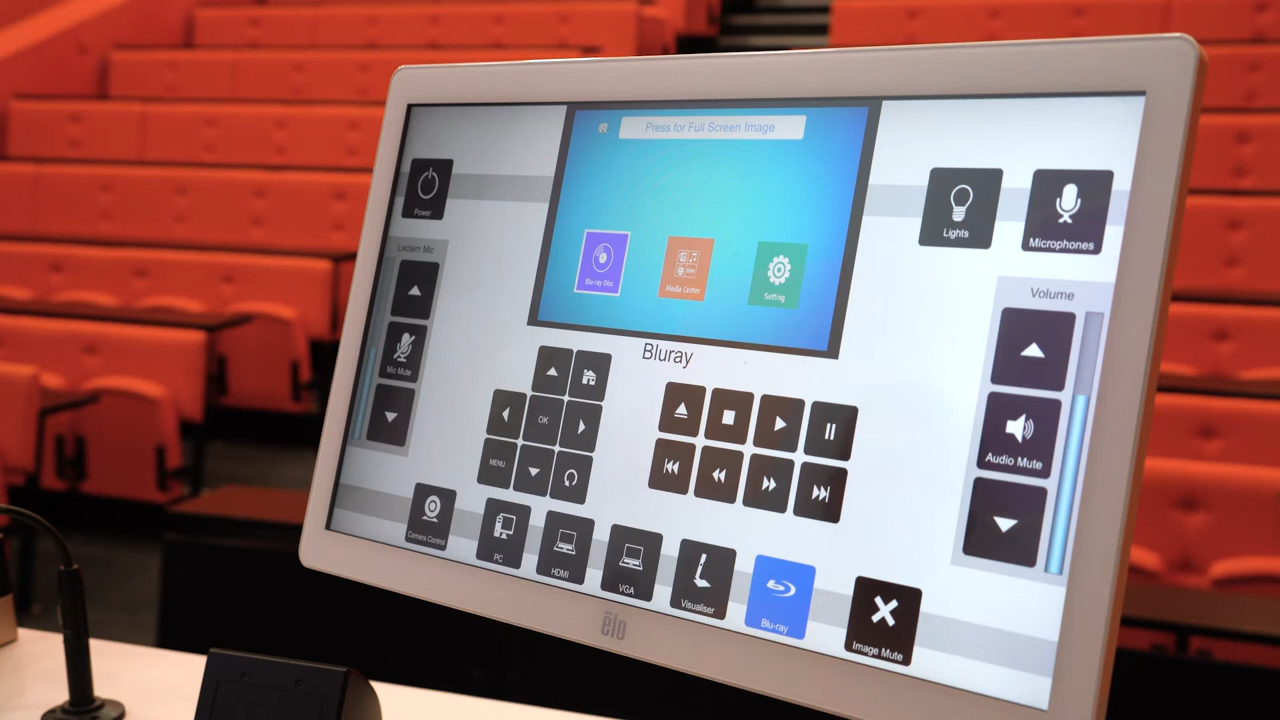 Press for Full Screen Image
Power
Lights
Microphones
Lectern Mic
Blu-ray Disc
Media Center
Setting
Volume
Mic Mute
Bluray
OK
MENU
Audio Mute
Camera Control
PC
HDMI
VGA
Visualiser
Blu-ray
Image Mute
elo